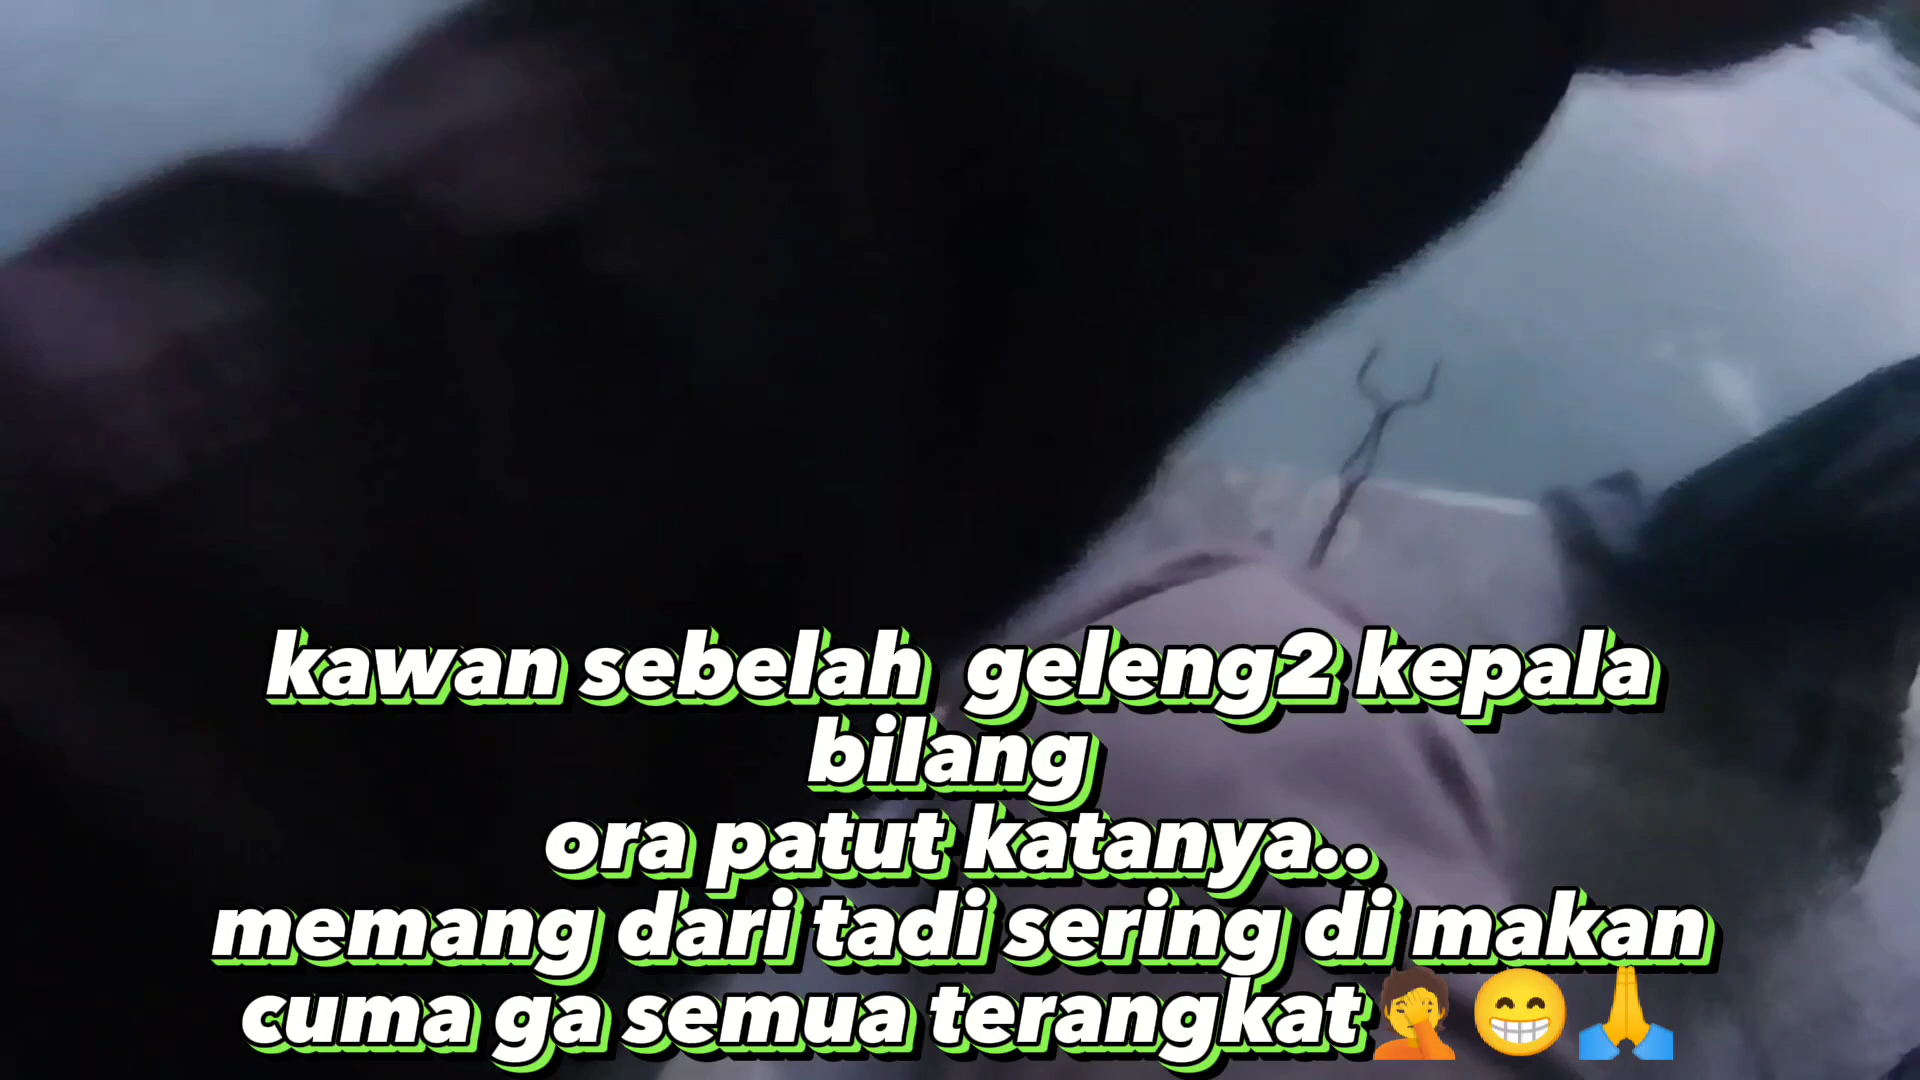 kawan sebelah geleng2 kepala
bilang
ora patut katanya..
memang dari tadi sering di makan
cuma ga semua terangkat🤦😁🙏